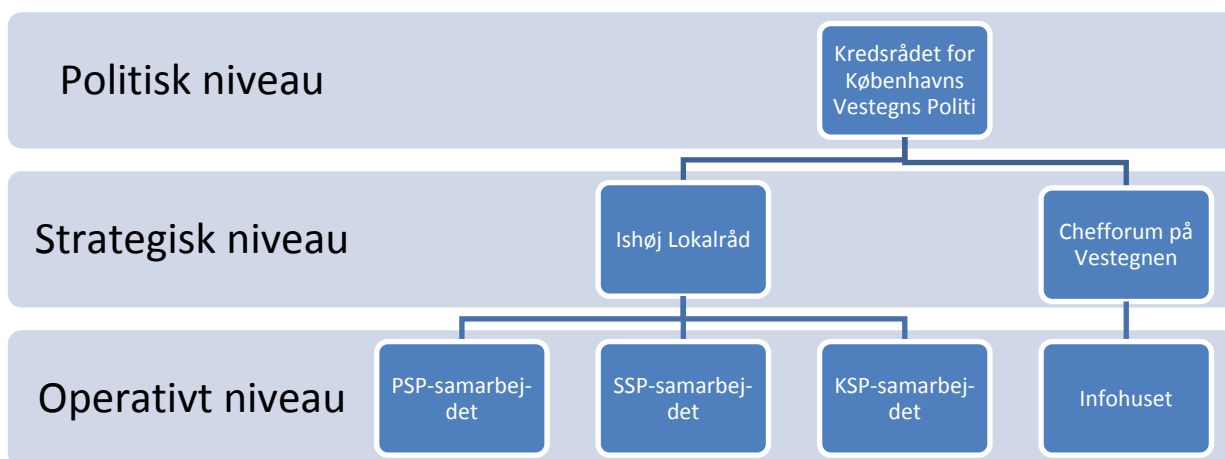 Politisk niveau
Kredsrådet for
Københavns
Vestegns Politi
Strategisk niveau
Ishøj Lokalråd
Chefforum på
Vestegnen
Operativt niveau
PSP-samarbej-
det
SSP-samarbej-
det
KSP-samarbej-
det
Infohuset